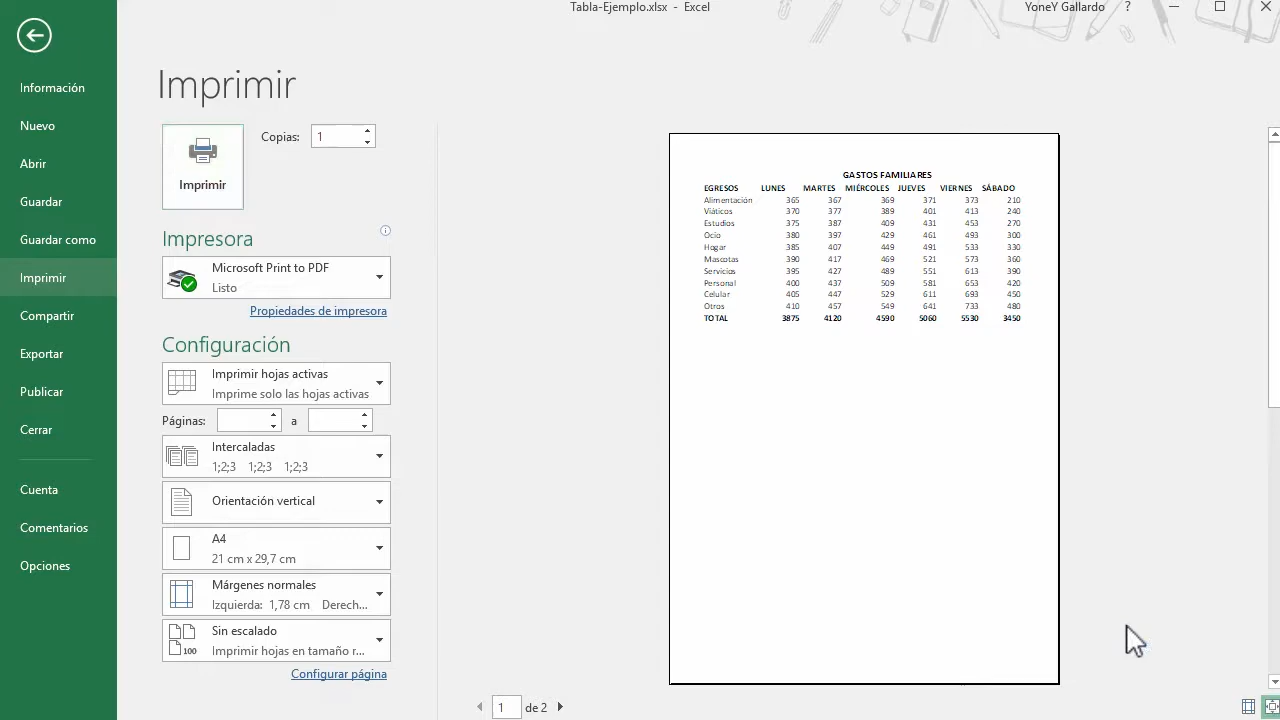 Tabla-Ejemplo.xlsx - Excel
YoneY Gallardo
?
Información
Nuevo
Abrir
Guardar
Guardar como
Imprimir
Compartir
Exportar
Publicar
Cerrar
Cuenta
Comentarios
Opciones
Imprimir
Imprimir
Copias: 1
Impresora
Microsoft Print to PDF
Listo
Propiedades de impresora
Configuración
Imprimir hojas activas
Imprime solo las hojas activas
Páginas: a
Intercaladas
1;2;3 1;2;3 1;2;3
Orientación vertical
A4
21 cm x 29,7 cm
Márgenes normales
Izquierda: 1,78 cm Derech...
Sin escalado
100
Imprimir hojas en tamaño r...
Configurar página
GASTOS FAMILIARES
EGRESOS LUNES MARTES MIÉRCOLES JUEVES VIERNES SÁBADO
Alimentación 365 367 369 371 373 210
Viáticos 370 377 389 401 413 240
Estudios 375 387 409 431 453 270
Ocio 380 397 429 461 493 300
Hogar 385 407 449 491 533 330
Mascotas 390 417 469 521 573 360
Servicios 395 427 489 551 613 390
Personal 400 437 509 581 653 420
Celular 405 447 529 611 693 450
Otros 410 457 549 641 733 480
TOTAL 3875 4120 4590 5060 5530 3450
1 de 2